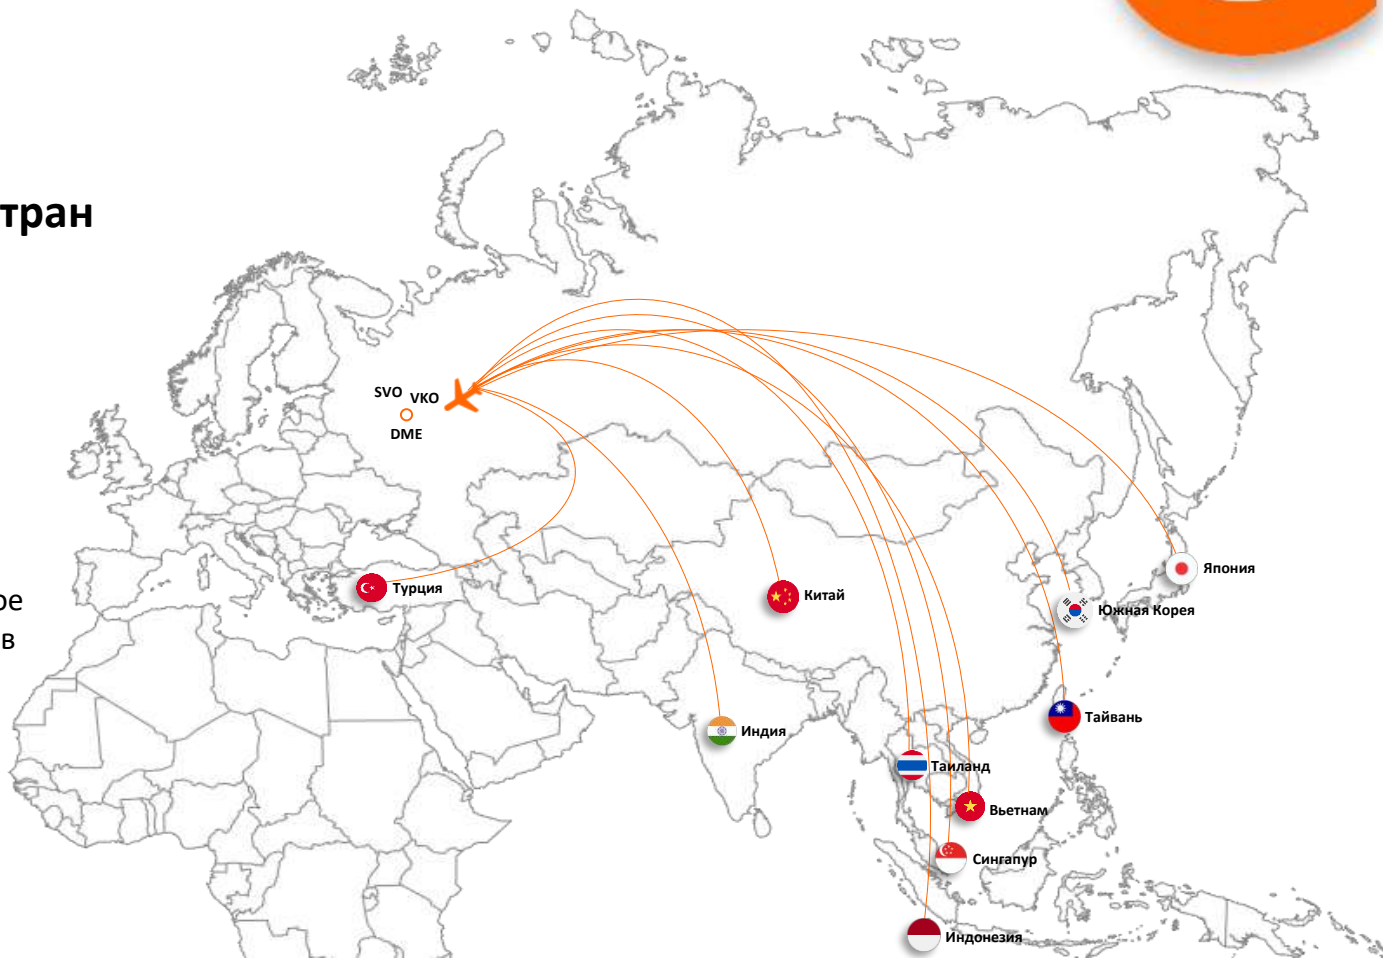 тран
SVO VKO
DME
ре
в
Турция
Китай
Япония
Южная Корея
Индия
Тайвань
Таиланд
Вьетнам
Сингапур
Индонезия